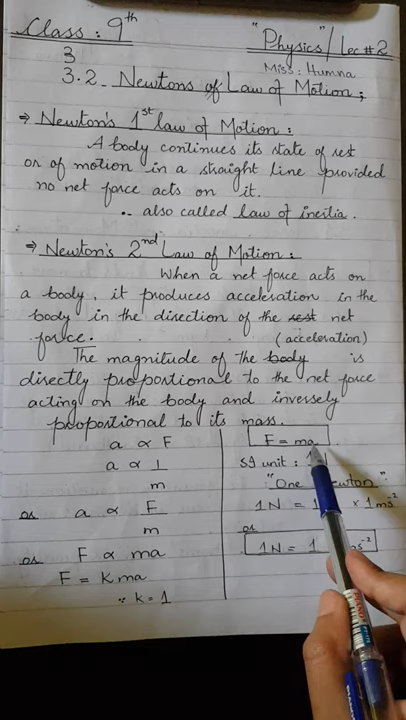 Class : 9th
"Physics" / Lec # 2
3
Miss : Humna
3.2 - Newtons of Law of Motion ;
⇒ Newton's 1st law of Motion :
A body continues its state of rest
or of motion in a straight line provided
no net force acts on it.
∴ also called law of inertia.
⇒ Newton's 2nd Law of Motion :
When a net force acts on
a body, it produces acceleration in the
body in the direction of the rest net
force.
(acceleration)
The magnitude of the body is
directly proportional to the net force
acting on the body and inversely
proportional to its mass.
a ∝ F
a ∝ 1
m
or a ∝ F
m
or F ∝ ma
F = K ma
∵ k = 1
F = ma
SI unit :
"One Newton"
1N = 1 × 1ms⁻²
or
1N = 1 ms⁻²